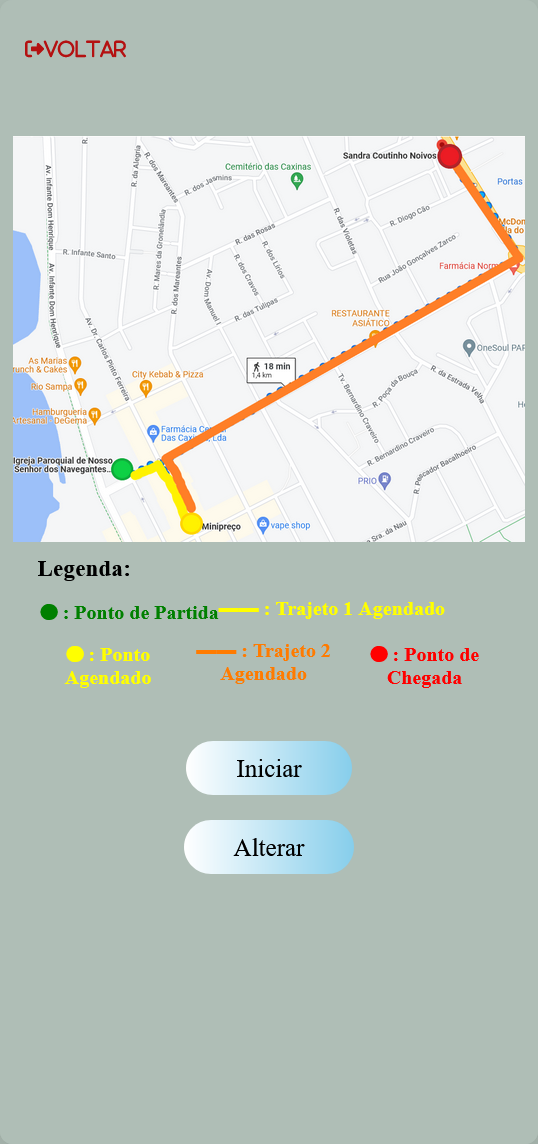 VOLTAR
Sandra Coutinho Noivos
Cemitério das Caxinas
R. da Alegria
R. dos Mareantes
R. dos Jasmins
Portas
Av. Infante Dom Henrique
R. Diogo Cão
McDon
R. das Rosas
R. das Violetas
R. Infante Santo
R. Mares da Gronelândia
R. dos Mareantes
R. dos Lírios
R. dos Cravos
Rua João Gonçalves Zarco
Farmácia Norm
Av. Infante Dom Henrique
Av. Dom Manuel I
R. das Tulipas
RESTAURANTE
ASIÁTICO
Av. Dr. Carlos Pinto Ferreira
OneSoul PAR
As Marias
runch & Cakes
18 min
1,4 km
City Kebab & Pizza
R. da Estrada Velha
Rio Sampa
R. Poça da Bouça
Tv. Bernardino Craveiro
Hamburgueria
Artesanal - DeGema
Farmácia Ce
Das Caxinas, Lda
R. Bernardino Craveiro
R. Pescador Bacalhoeiro
Igreja Paroquial de Nosso
Senhor dos Navegantes...
PRIO
Minipreço
vape shop
Sra. da Nau
Legenda:
: Ponto de Partida
: Trajeto 1 Agendado
: Ponto
Agendado
: Trajeto 2
Agendado
: Ponto de
Chegada
Iniciar
Alterar